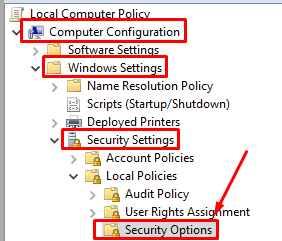 Local Computer Policy
Computer Configuration
Software Settings
Windows Settings
Name Resolution Policy
Scripts (Startup/Shutdown)
Deployed Printers
Security Settings
Account Policies
Local Policies
Audit Policy
User Rights Assignment
Security Options